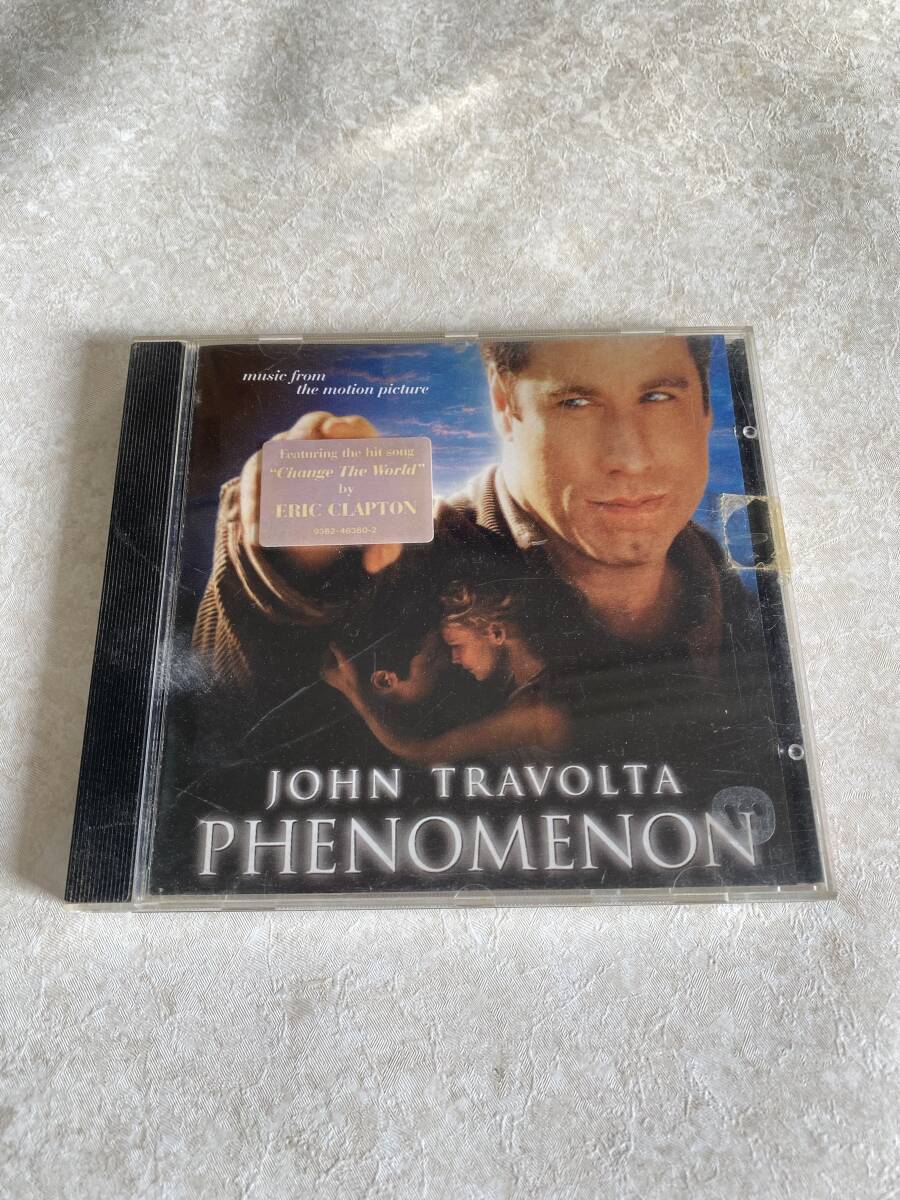 music from
the motion picture
Featuring the hit song
"Change The World"
by
ERIC CLAPTON
9362-46360-2
JOHN TRAVOLTA
PHENOMENON